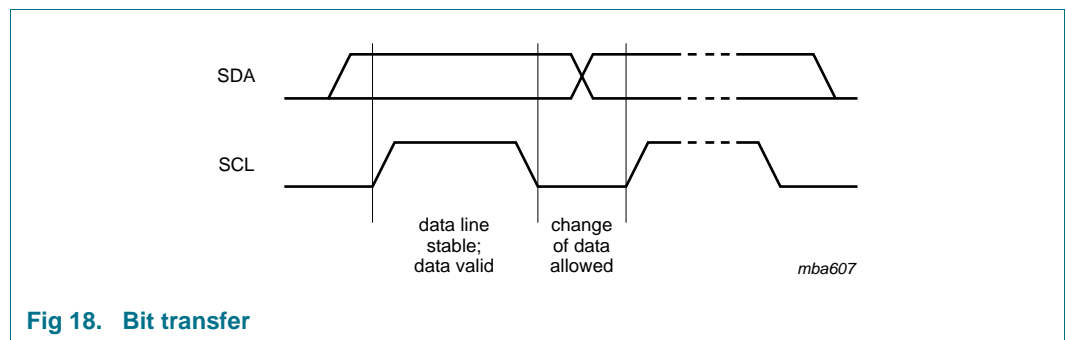 SDA
SCL
data line
stable;
data valid
change
of data
allowed
mba607
Fig 18. Bit transfer